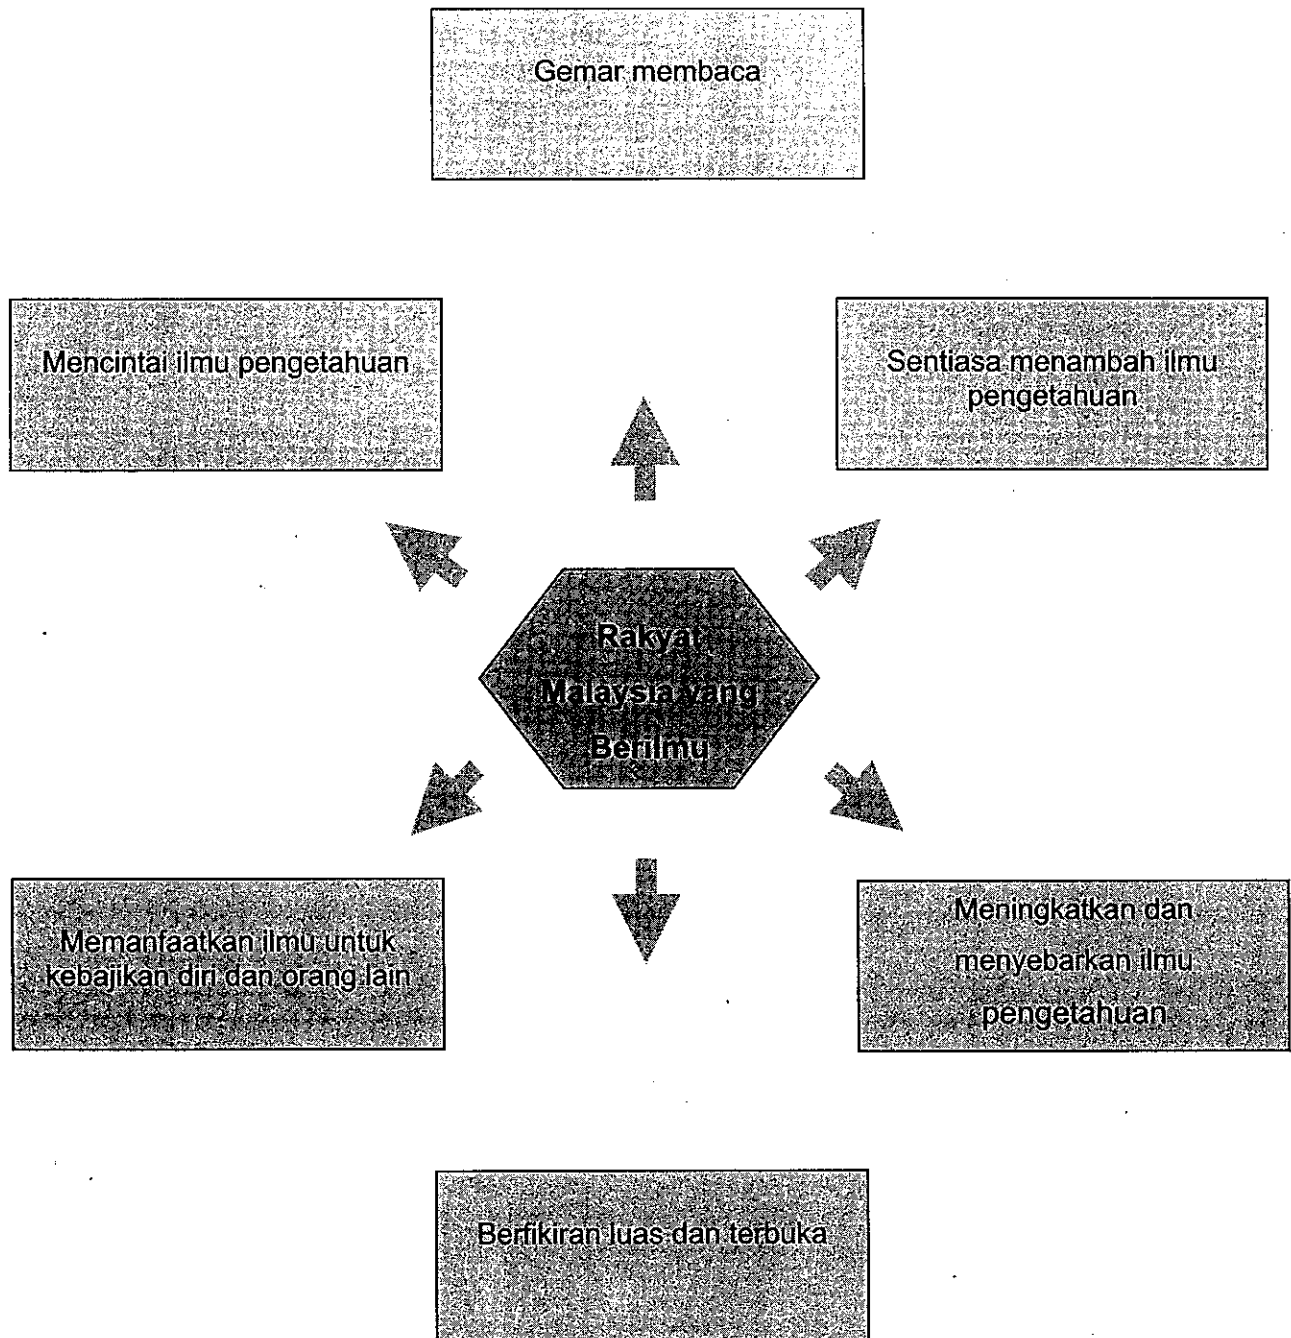 Gemar membaca
Mencintai ilmu pengetahuan
Sentiasa menambah ilmu
pengetahuan
Rakyat
Malaysia yang
Berilmu
Memanfaatkan ilmu untuk
kebajikan diri dan orang lain
Meningkatkan dan
menyebarkan ilmu
pengetahuan
Berfikiran luas dan terbuka